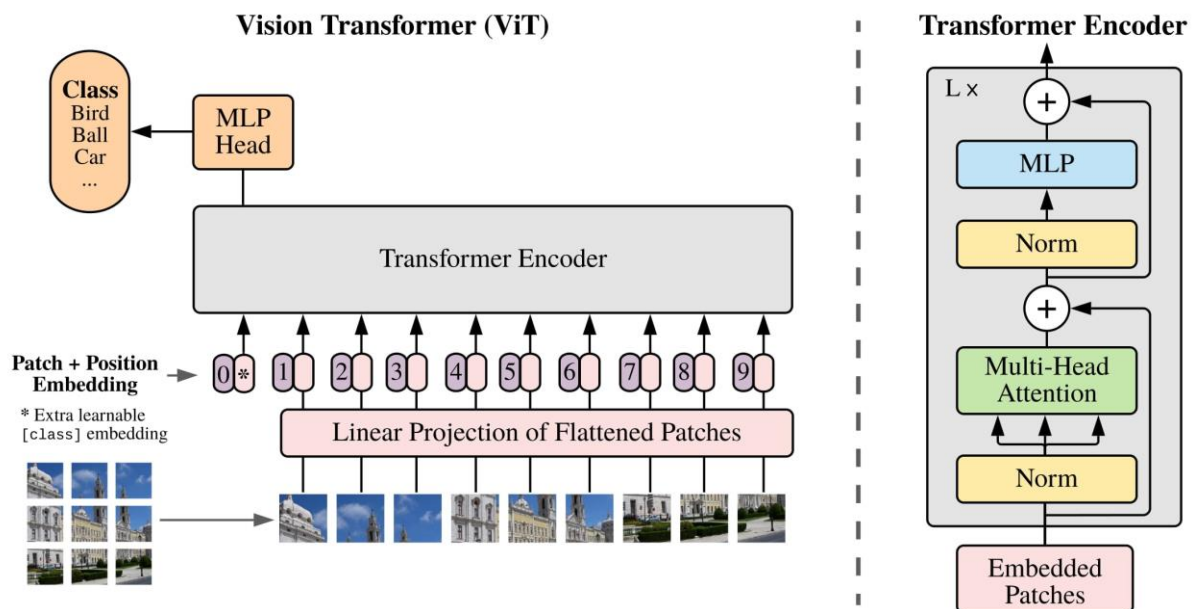 Vision Transformer (ViT)
Class
Bird
Ball
Car
...
MLP
Head
Transformer Encoder
Patch + Position
Embedding
0 * 1 2 3 4 5 6 7 8 9
* Extra learnable
[class] embedding
Linear Projection of Flattened Patches
Transformer Encoder
L ×
+
MLP
Norm
+
Multi-Head
Attention
Norm
Embedded
Patches